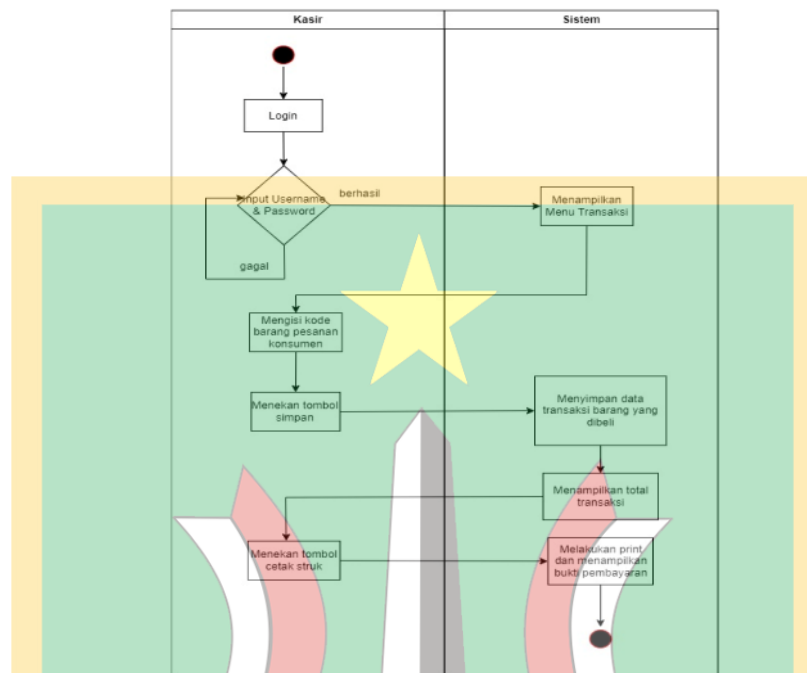 Kasir
Sistem
Login
Input Username
& Password
berhasil
Menampilkan
Menu Transaksi
gagal
Mengisi kode
barang pesanan
konsumen
Menekan tombol
simpan
Menyimpan data
transaksi barang yang
dibeli
Menampilkan total
transaksi
Menekan tombol
cetak struk
Melakukan print
dan menampilkan
bukti pembayaran